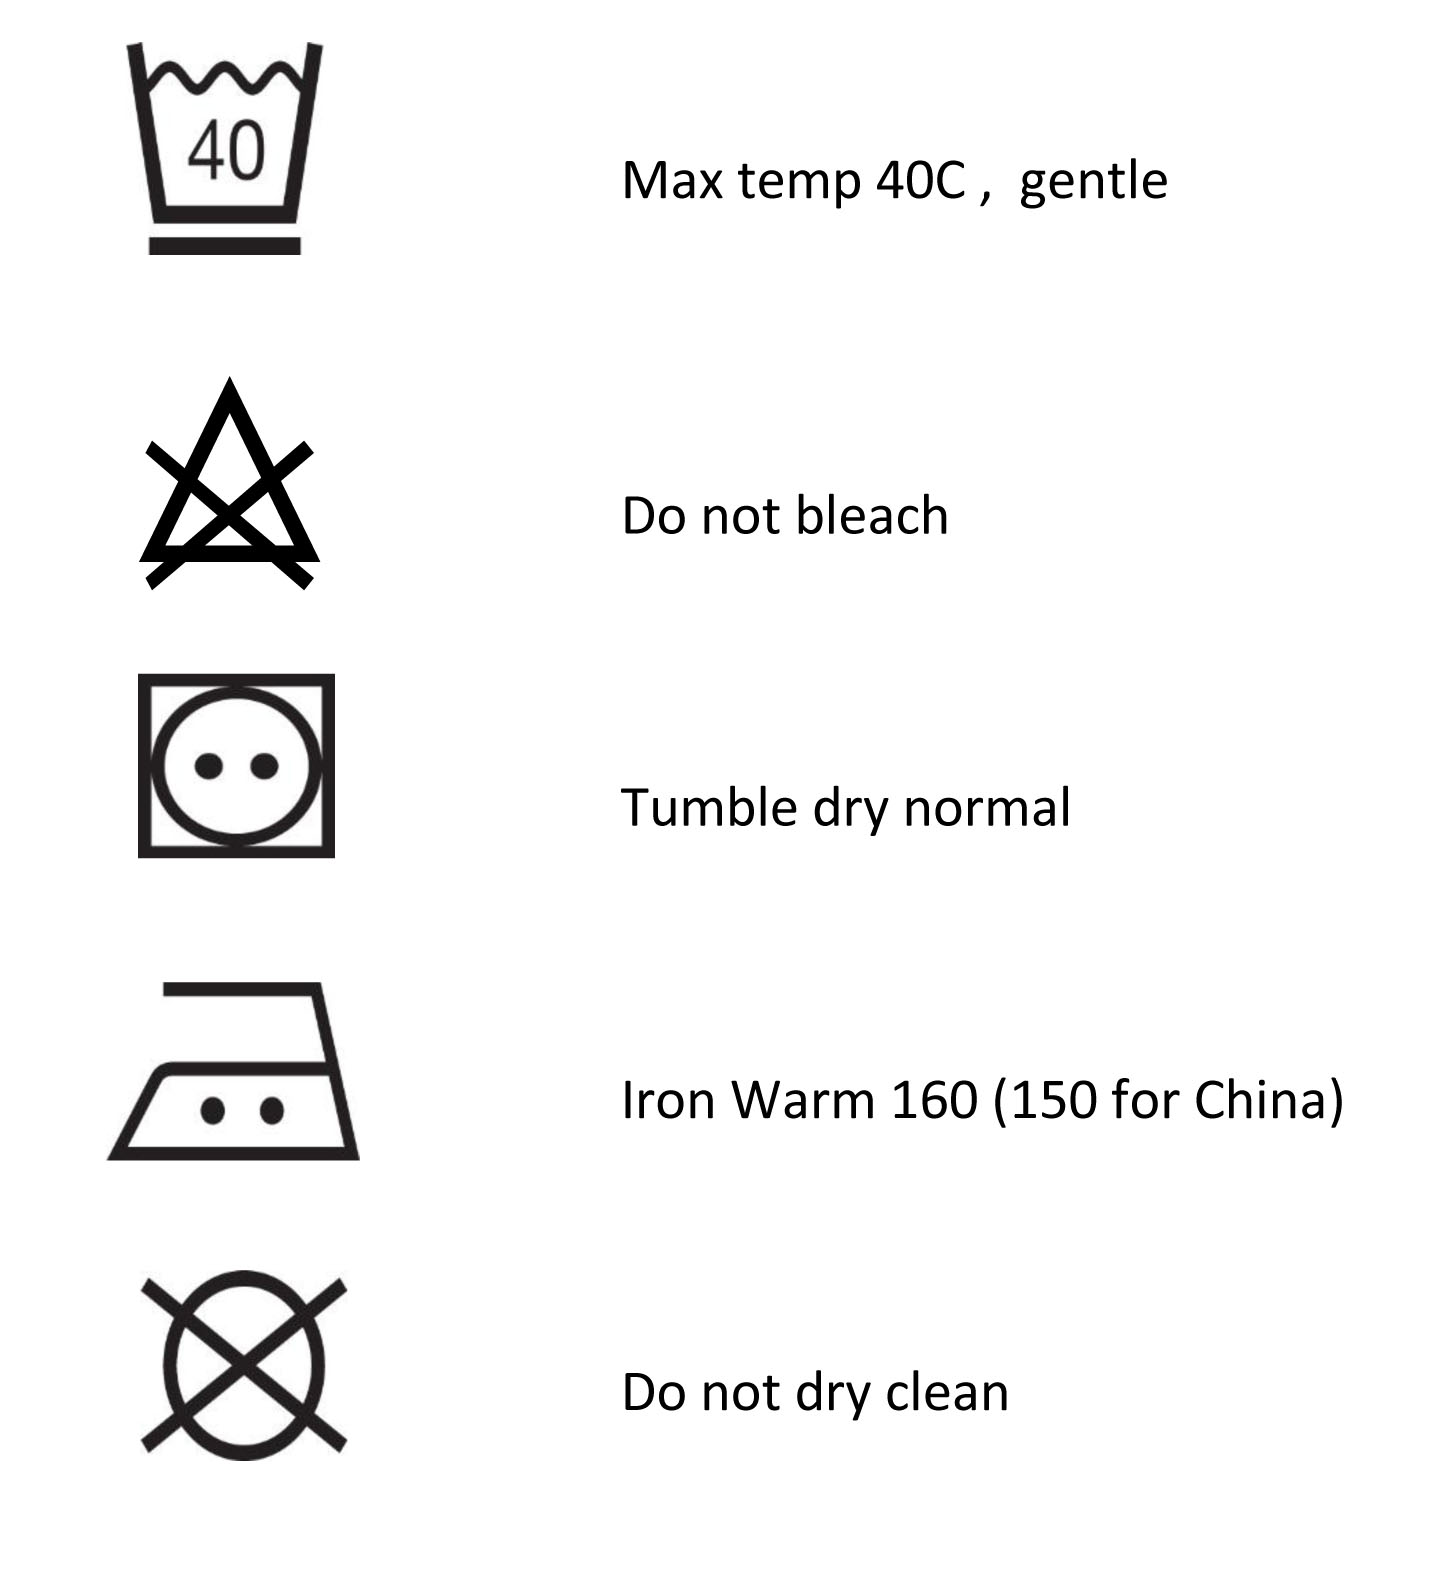 40
Max temp 40C ,  gentle
Do not bleach
Tumble dry normal
Iron Warm 160 (150 for China)
Do not dry clean